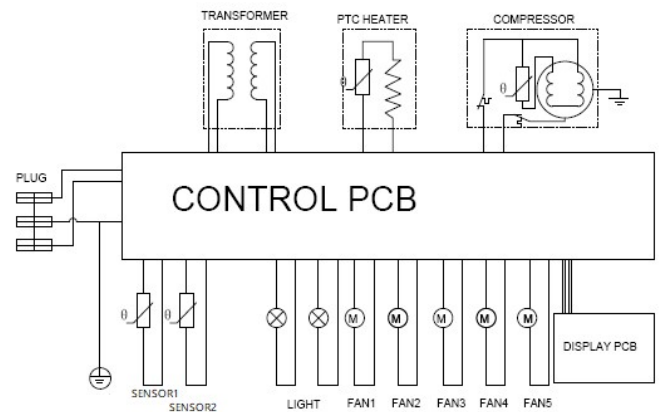 TRANSFORMER PTC HEATER COMPRESSOR
θ θ
PLUG
CONTROL PCB
θ θ
M M M M M
DISPLAY PCB
SENSOR1
SENSOR2 LIGHT FAN1 FAN2 FAN3 FAN4 FAN5